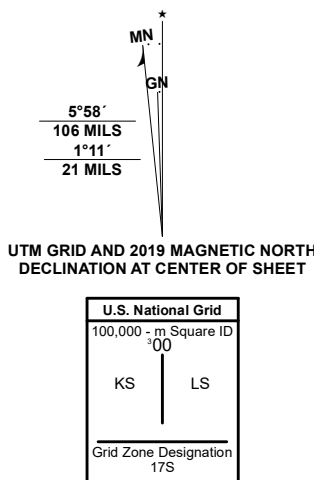 ★
MN
GN
5°58´
106 MILS
1°11´
21 MILS
UTM GRID AND 2019 MAGNETIC NORTH
DECLINATION AT CENTER OF SHEET
U.S. National Grid
100,000 - m Square ID
³00
KS LS
Grid Zone Designation
17S